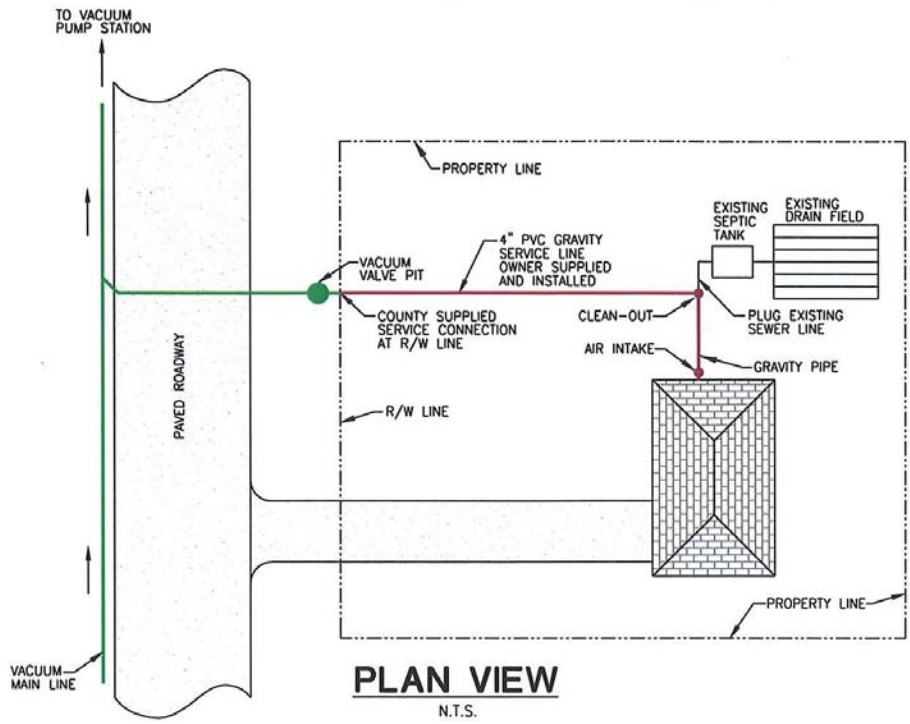 TO VACUUM
PUMP STATION
PROPERTY LINE
EXISTING
SEPTIC
TANK
EXISTING
DRAIN FIELD
4" PVC GRAVITY
SERVICE LINE
OWNER SUPPLIED
AND INSTALLED
VACUUM
VALVE PIT
COUNTY SUPPLIED
SERVICE CONNECTION
AT R/W LINE
CLEAN-OUT
PLUG EXISTING
SEWER LINE
AIR INTAKE
GRAVITY PIPE
PAVED ROADWAY
R/W LINE
PROPERTY LINE
VACUUM
MAIN LINE
PLAN VIEW
N.T.S.